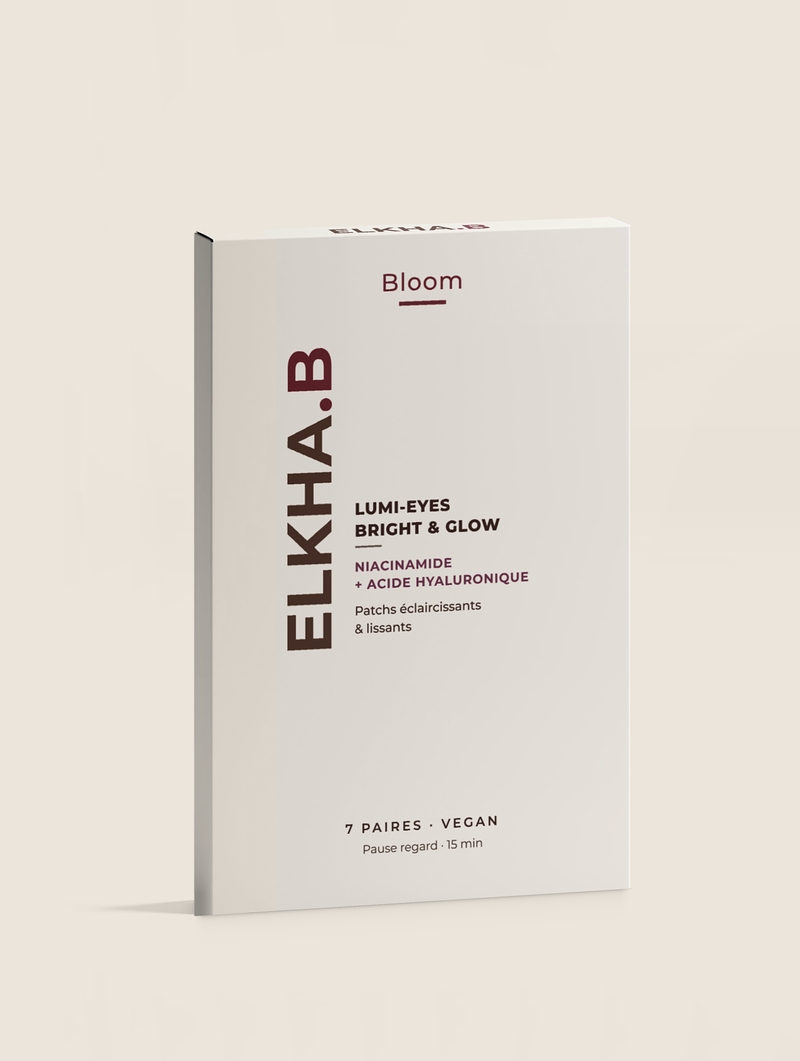 ELKHA.B
Bloom
ELKHA.B
LUMI-EYES
BRIGHT & GLOW
NIACINAMIDE
+ ACIDE HYALURONIQUE
Patchs éclaircissants
& lissants
7 PAIRES · VEGAN
Pause regard · 15 min